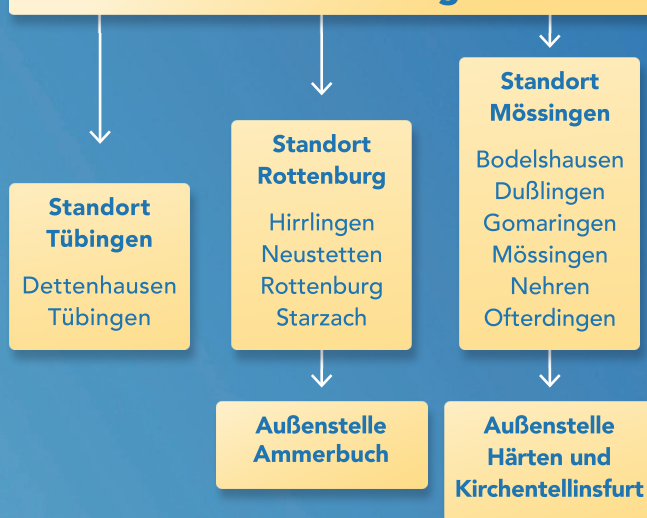 Standort
Tübingen
Dettenhausen
Tübingen
Standort
Rottenburg
Hirrlingen
Neustetten
Rottenburg
Starzach
Außenstelle
Ammerbuch
Standort
Mössingen
Bodelshausen
Dußlingen
Gomaringen
Mössingen
Nehren
Ofterdingen
Außenstelle
Härten und
Kirchentellinsfurt